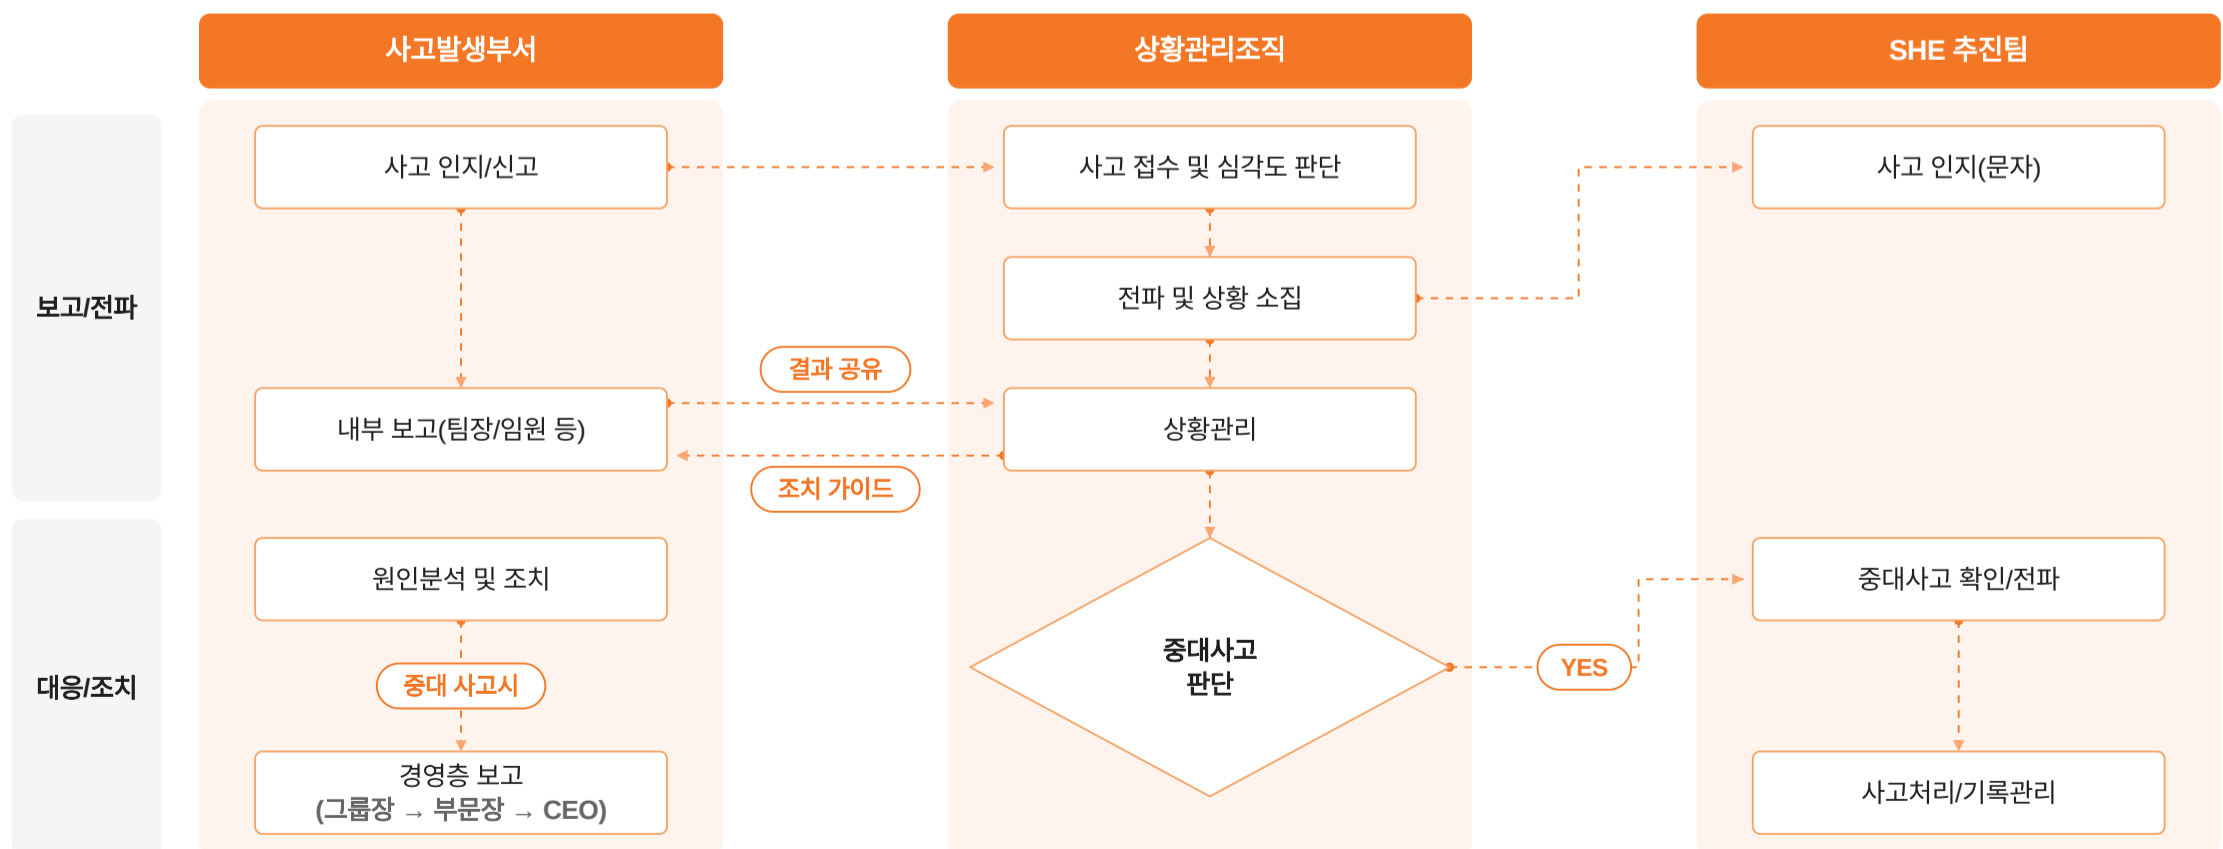 사고발생부서
상황관리조직
SHE 추진팀
보고/전파
사고 인지/신고
사고 접수 및 심각도 판단
사고 인지(문자)
전파 및 상황 소집
결과 공유
내부 보고(팀장/임원 등)
상황관리
조치 가이드
대응/조치
원인분석 및 조치
중대 사고시
경영층 보고
(그룹장 → 부문장 → CEO)
중대사고
판단
YES
중대사고 확인/전파
사고처리/기록관리